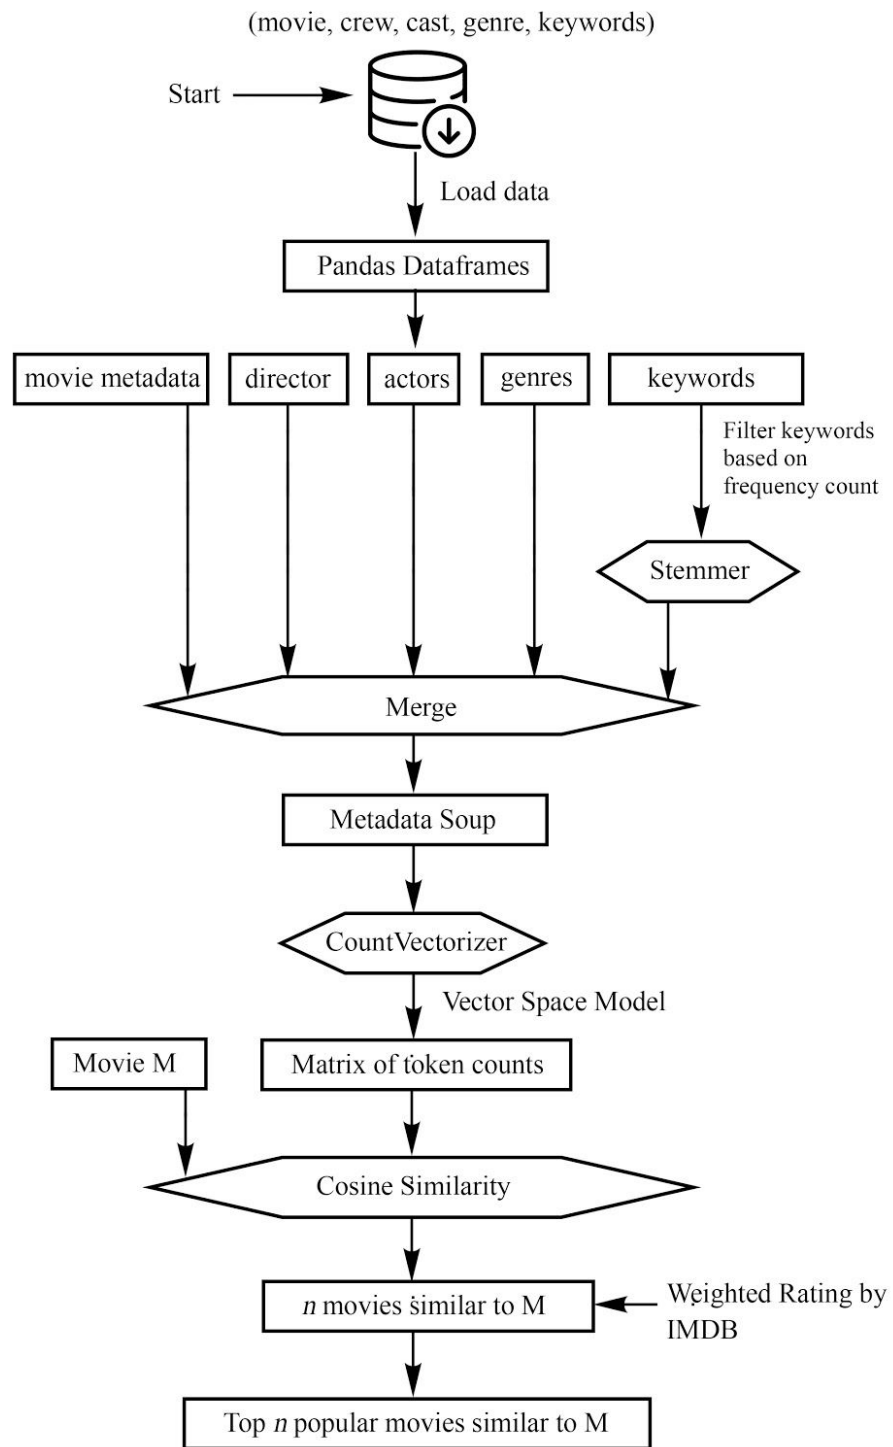 (movie, crew, cast, genre, keywords)
Start
Load data
Pandas Dataframes
movie metadata
director
actors
genres
keywords
Filter keywords
based on
frequency count
Stemmer
Merge
Metadata Soup
CountVectorizer
Vector Space Model
Movie M
Matrix of token counts
Cosine Similarity
n movies similar to M
Weighted Rating by
IMDB
Top n popular movies similar to M